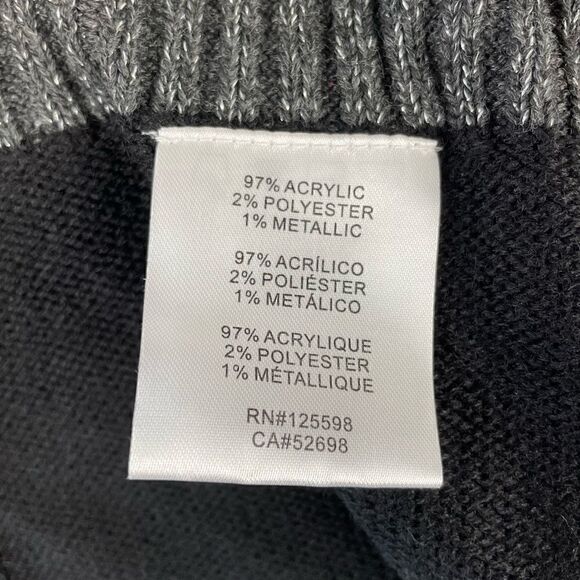 97% ACRYLIC
2% POLYESTER
1% METALLIC
97% ACRÍLICO
2% POLIÉSTER
1% METÁLICO
97% ACRYLIQUE
2% POLYESTER
1% MÉTALLIQUE
RN#125598
CA#52698